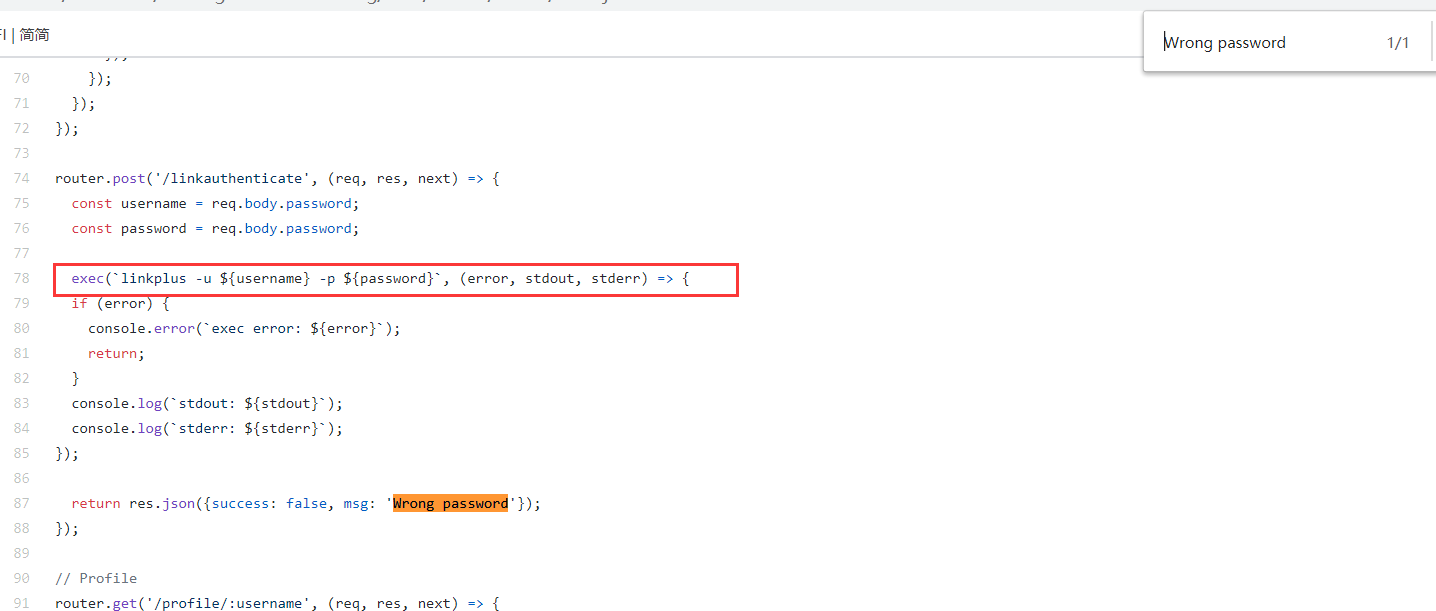 | 简简
Wrong password 1/1
70 });
71 });
72 });
73
74 router.post('/linkauthenticate', (req, res, next) => {
75 const username = req.body.password;
76 const password = req.body.password;
77
78 exec(`linkplus -u ${username} -p ${password}`, (error, stdout, stderr) => {
79 if (error) {
80 console.error(`exec error: ${error}`);
81 return;
82 }
83 console.log(`stdout: ${stdout}`);
84 console.log(`stderr: ${stderr}`);
85 });
86
87 return res.json({success: false, msg: 'Wrong password'});
88 });
89
90 // Profile
91 router.get('/profile/:username', (req, res, next) => {